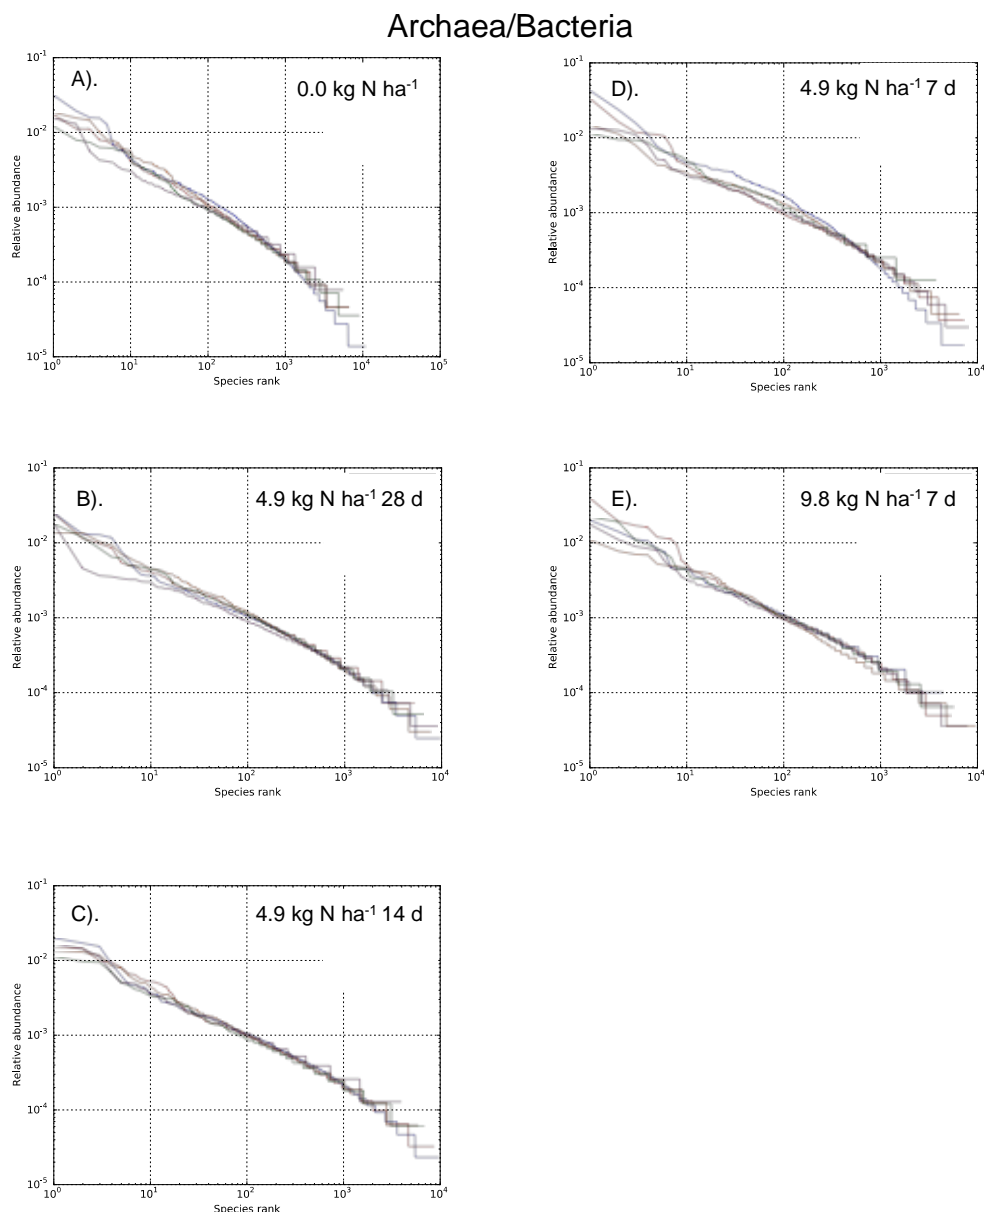 Archaea/Bacteria
A).
0.0 kg N ha⁻¹
Relative abundance
10⁻¹
10⁻²
10⁻³
10⁻⁴
10⁻⁵
10⁰ 10¹ 10² 10³ 10⁴ 10⁵
Species rank
D).
4.9 kg N ha⁻¹ 7 d
Relative abundance
10⁻¹
10⁻²
10⁻³
10⁻⁴
10⁻⁵
10⁰ 10¹ 10² 10³ 10⁴
Species rank
B).
4.9 kg N ha⁻¹ 28 d
Relative abundance
10⁻¹
10⁻²
10⁻³
10⁻⁴
10⁻⁵
10⁰ 10¹ 10² 10³ 10⁴
Species rank
E).
9.8 kg N ha⁻¹ 7 d
Relative abundance
10⁻¹
10⁻²
10⁻³
10⁻⁴
10⁻⁵
10⁰ 10¹ 10² 10³ 10⁴
Species rank
C).
4.9 kg N ha⁻¹ 14 d
Relative abundance
10⁻¹
10⁻²
10⁻³
10⁻⁴
10⁻⁵
10⁰ 10¹ 10² 10³ 10⁴
Species rank